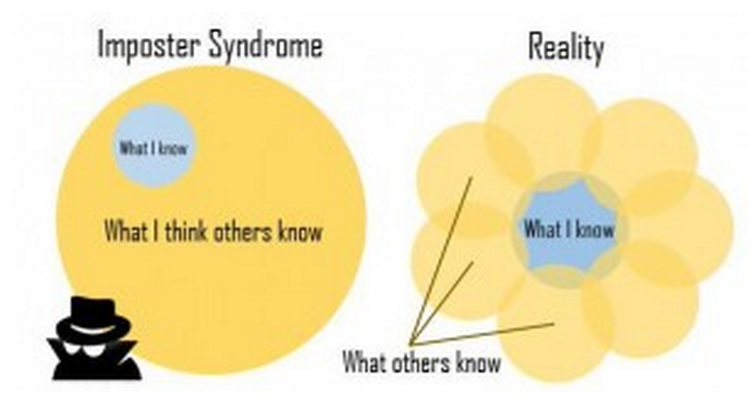 Imposter Syndrome
Reality
What I know
What I think others know
What I know
What others know